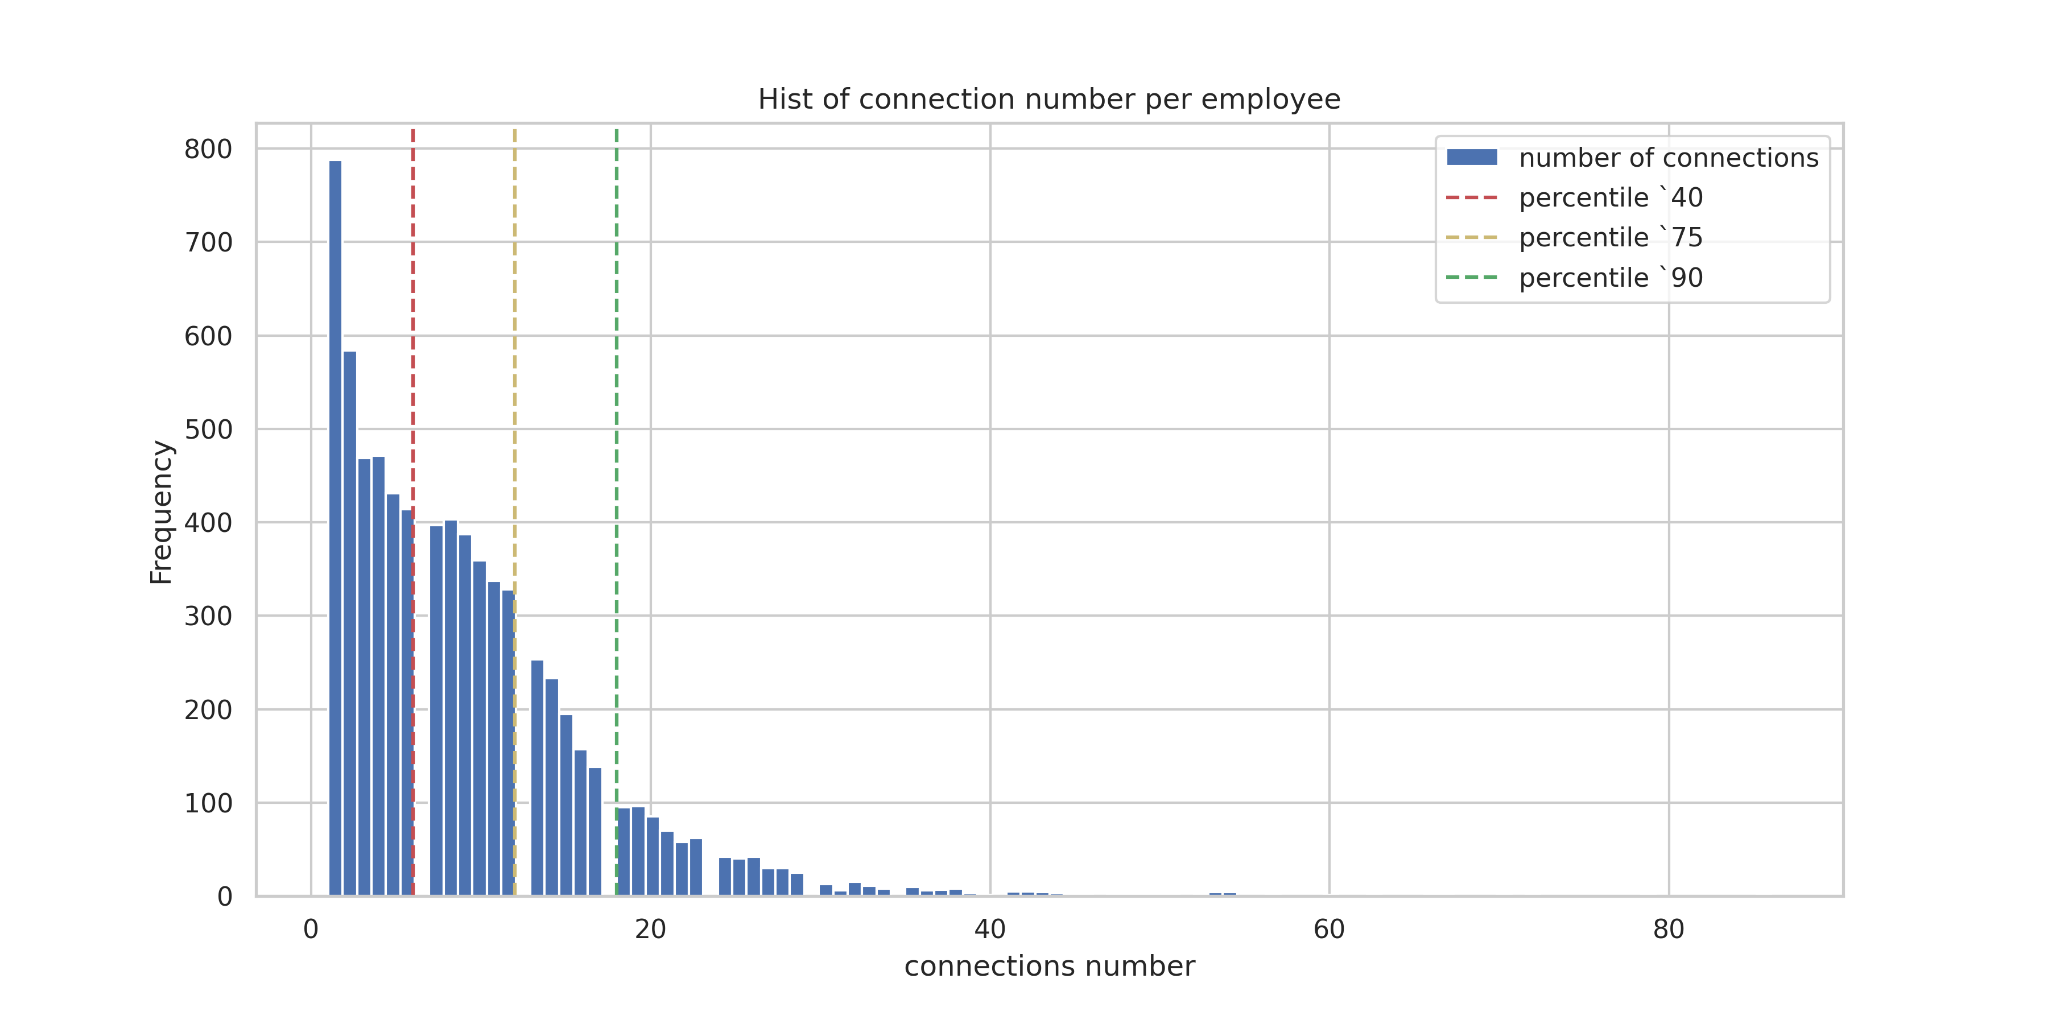 Hist of connection number per employee
800
700
600
500
400
300
200
100
0
Frequency
number of connections
percentile `40
percentile `75
percentile `90
0 20 40 60 80
connections number